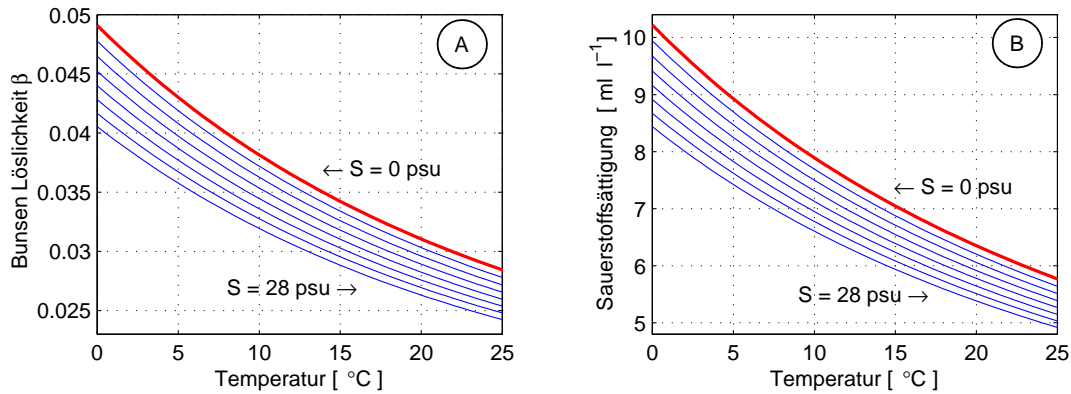 0.05
0.045
0.04
0.035
0.03
0.025
Bunsen Löslichkeit β
A
← S = 0 psu
S = 28 psu →
0 5 10 15 20 25
Temperatur [ °C]
10
9
8
7
6
5
Sauerstoffsättigung [ ml l⁻¹]
B
← S = 0 psu
S = 28 psu →
0 5 10 15 20 25
Temperatur [ °C]